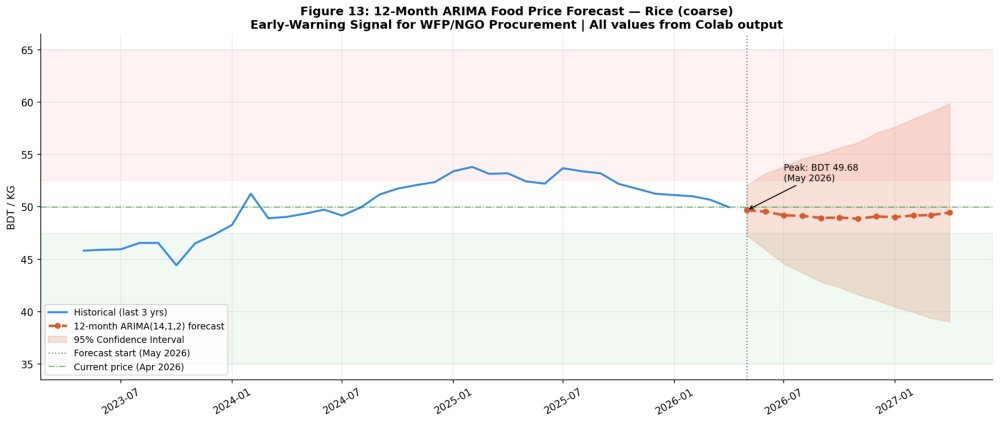 Figure 13: 12-Month ARIMA Food Price Forecast — Rice (coarse)
Early-Warning Signal for WFP/NGO Procurement | All values from Colab output
BDT / KG
65
60
55
50
45
40
35
Peak: BDT 49.68
(May 2026)
Historical (last 3 yrs)
12-month ARIMA(14,1,2) forecast
95% Confidence Interval
Forecast start (May 2026)
Current price (Apr 2026)
2023-07
2024-01
2024-07
2025-01
2025-07
2026-01
2026-07
2027-01